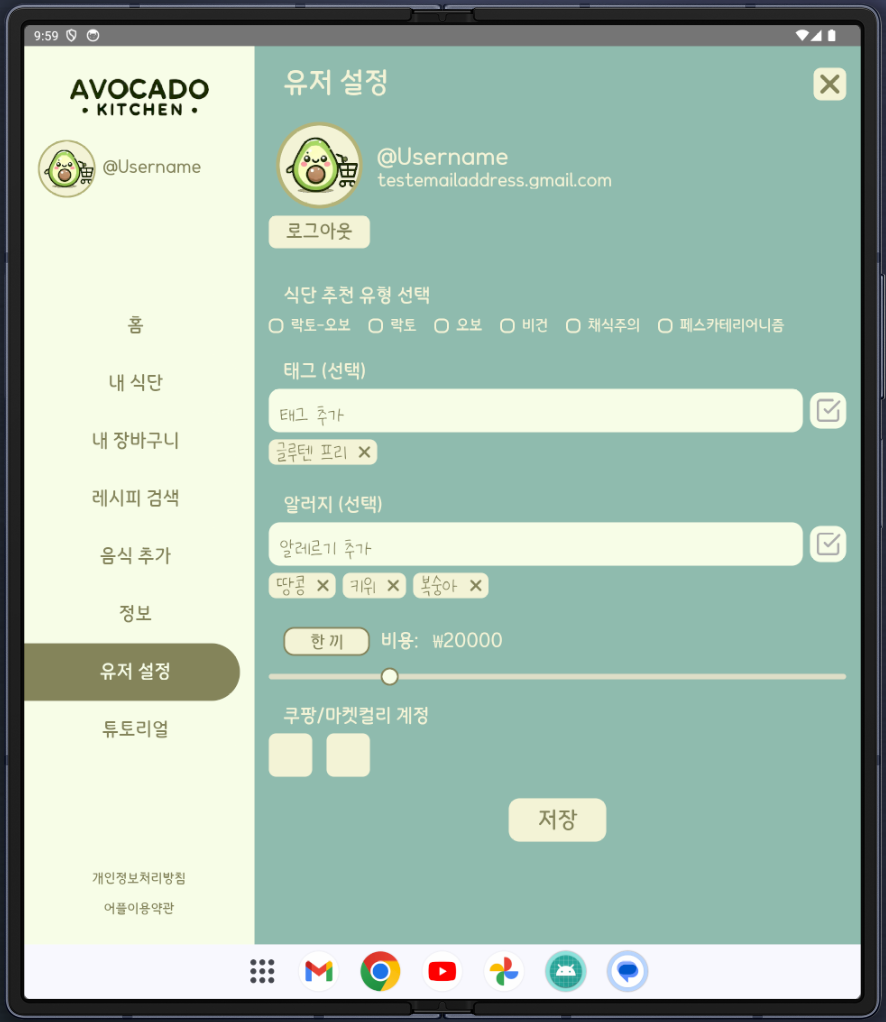 9:59
AVOCADO
• KITCHEN •
@Username
홈
내 식단
내 장바구니
레시피 검색
음식 추가
정보
유저 설정
튜토리얼
개인정보처리방침
어플이용약관
유저 설정
@Username
testemailaddress.gmail.com
로그아웃
식단 추천 유형 선택
락토-오보 락토 오보 비건 채식주의 페스카테리어니즘
태그 (선택)
태그 추가
글루텐 프리
알러지 (선택)
알레르기 추가
땅콩 키위 복숭아
한 끼 비용: ₩20000
쿠팡/마켓컬리 계정
저장